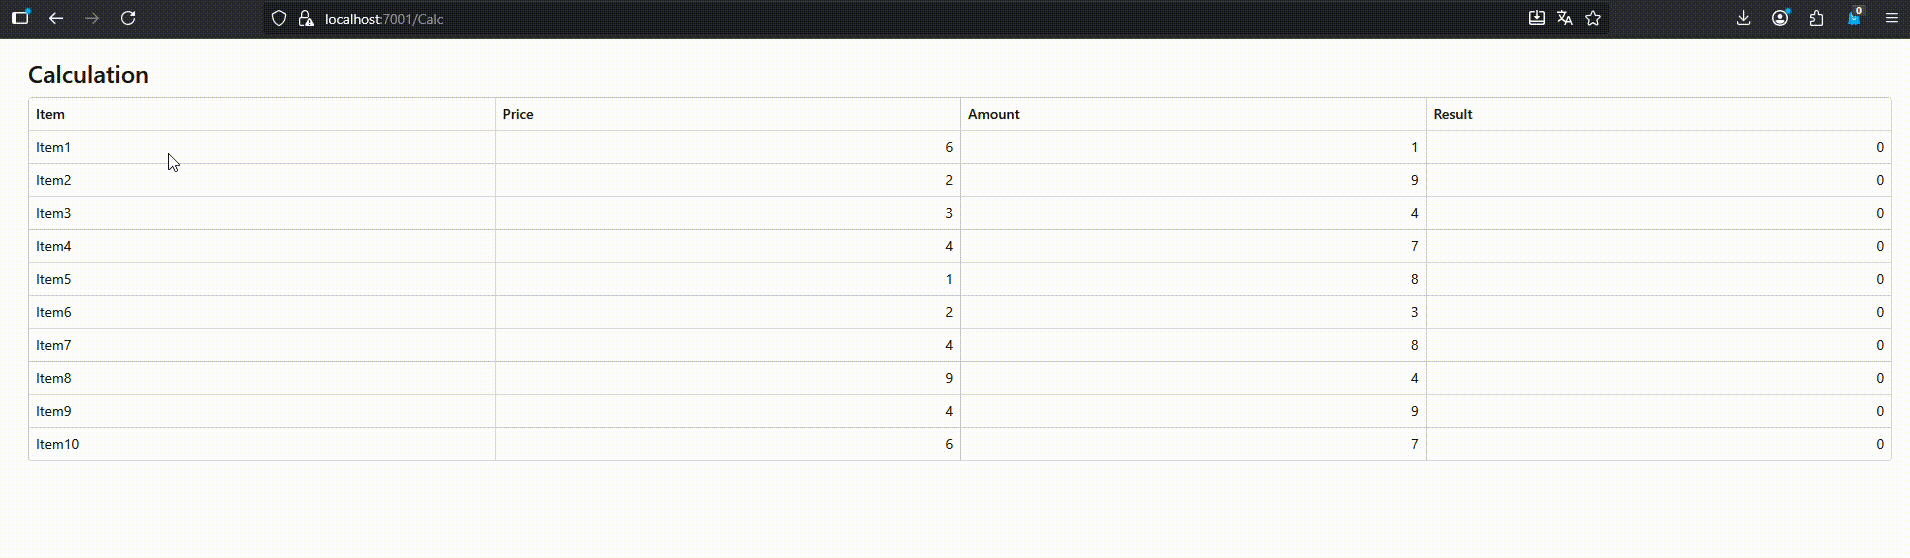 localhost:7001/Calc
0
Calculation
Item Price Amount Result
Item1 6 1 0
Item2 2 9 0
Item3 3 4 0
Item4 4 7 0
Item5 1 8 0
Item6 2 3 0
Item7 4 8 0
Item8 9 4 0
Item9 4 9 0
Item10 6 7 0